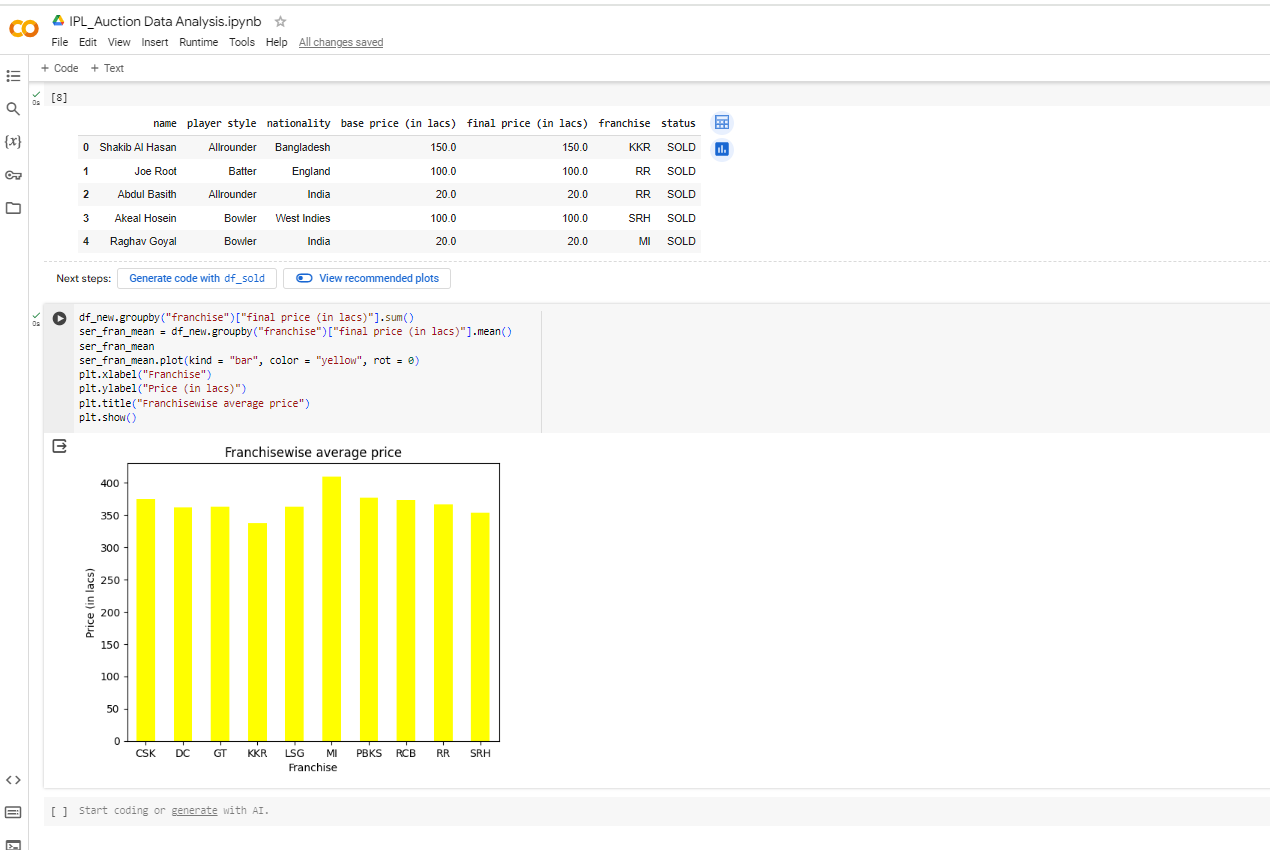 IPL_Auction Data Analysis.ipynb
File Edit View Insert Runtime Tools Help All changes saved
+ Code + Text
0s [8]
name player style nationality base price (in lacs) final price (in lacs) franchise status
0 Shakib Al Hasan Allrounder Bangladesh 150.0 150.0 KKR SOLD
1 Joe Root Batter England 100.0 100.0 RR SOLD
2 Abdul Basith Allrounder India 20.0 20.0 RR SOLD
3 Akeal Hosein Bowler West Indies 100.0 100.0 SRH SOLD
4 Raghav Goyal Bowler India 20.0 20.0 MI SOLD
Next steps: Generate code with df_sold View recommended plots
0s
df_new.groupby("franchise")["final price (in lacs)"].sum()
ser_fran_mean = df_new.groupby("franchise")["final price (in lacs)"].mean()
ser_fran_mean
ser_fran_mean.plot(kind = "bar", color = "yellow", rot = 0)
plt.xlabel("Franchise")
plt.ylabel("Price (in lacs)")
plt.title("Franchisewise average price")
plt.show()
Franchisewise average price
400
350
300
250
200
150
100
50
0
Price (in lacs)
CSK DC GT KKR LSG MI PBKS RCB RR SRH
Franchise
[ ] Start coding or generate with AI.
{x}